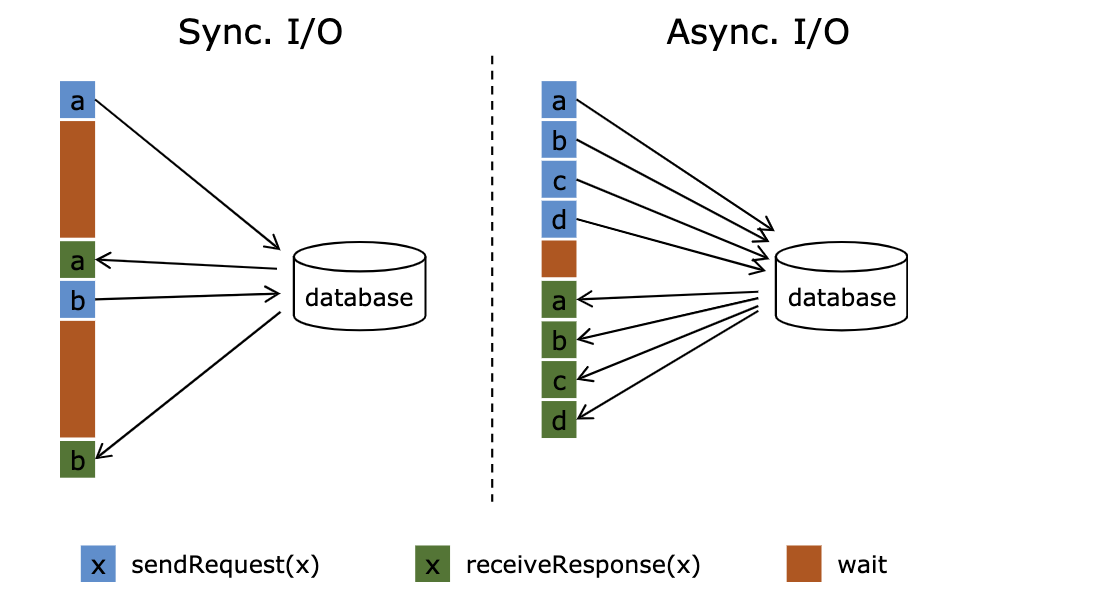 Sync. I/O
Async. I/O
a
a
b
b
database
a
b
c
d
a
b
c
d
database
x sendRequest(x)
x receiveResponse(x)
wait